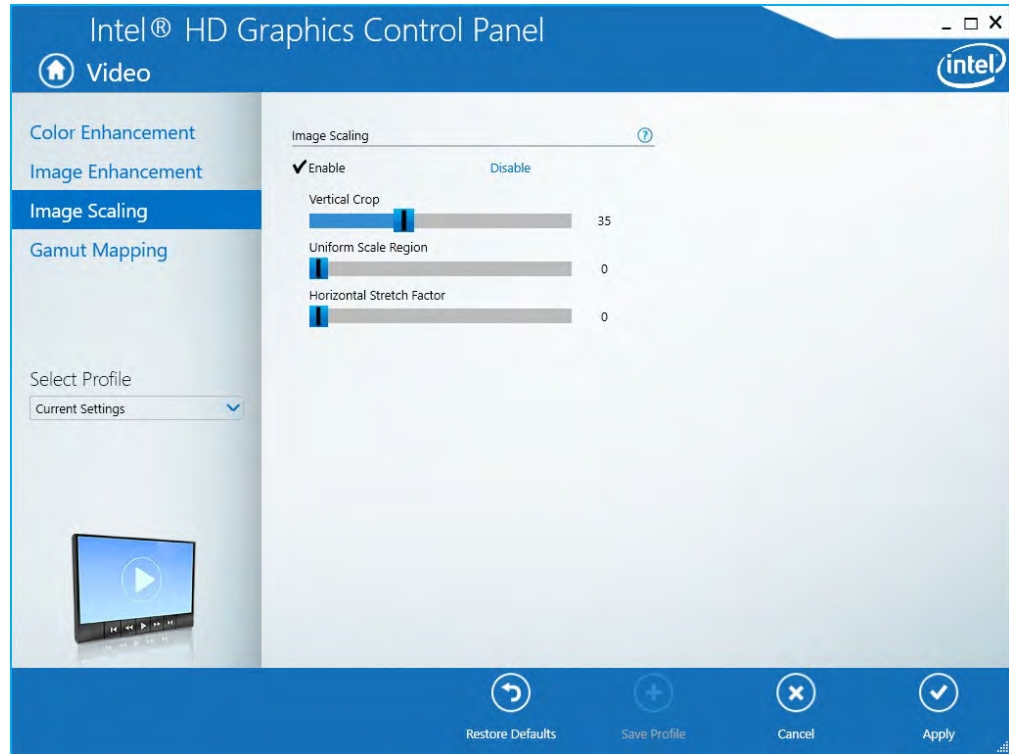 Intel® HD Graphics Control Panel
Video
intel
Color Enhancement
Image Enhancement
Image Scaling
Gamut Mapping
Select Profile
Current Settings
Image Scaling
?
Enable
Disable
Vertical Crop
35
Uniform Scale Region
0
Horizontal Stretch Factor
0
Restore Defaults
Save Profile
Cancel
Apply